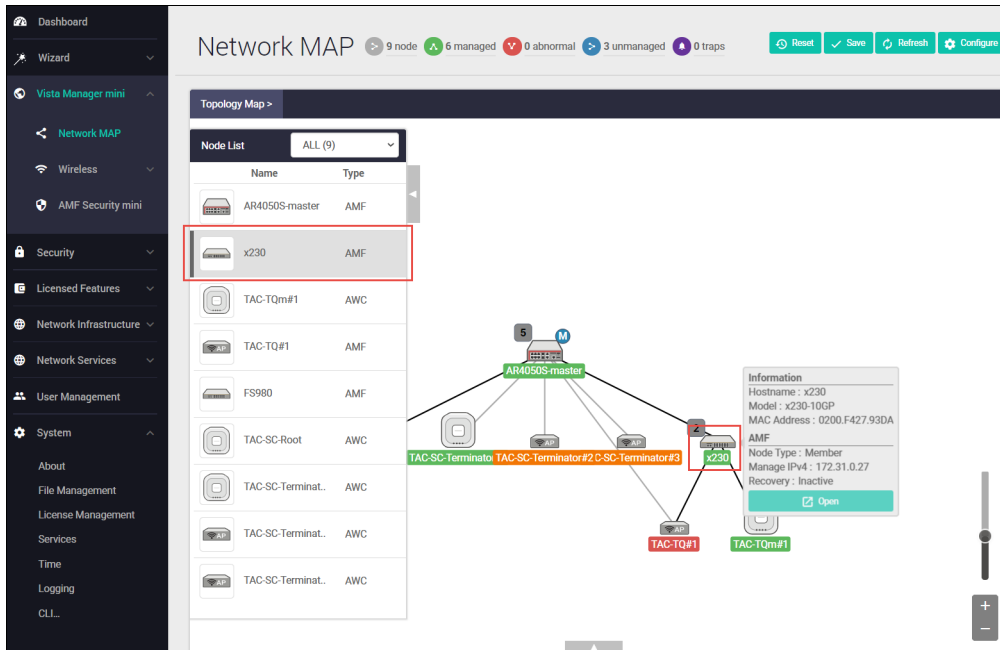 Dashboard
Wizard
Vista Manager mini
Network MAP
Wireless
AMF Security mini
Security
Licensed Features
Network Infrastructure
Network Services
User Management
System
About
File Management
License Management
Services
Time
Logging
CLI...
Network MAP 9 node 6 managed 0 abnormal 3 unmanaged 0 traps
Reset Save Refresh Configure
Topology Map >
Node List ALL (9)
Name Type
AR4050S-master AMF
x230 AMF
TAC-TQm#1 AWC
TAC-TQ#1 AMF
FS980 AMF
TAC-SC-Root AWC
TAC-SC-Terminat.. AWC
TAC-SC-Terminat.. AWC
TAC-SC-Terminat.. AWC
5 M
AR4050S-master
AP AP 2
TAC-SC-Terminato TAC-SC-Terminator#2 C-SC-Terminator#3 x230
AP
TAC-TQ#1 TAC-TQm#1
Information
Hostname : x230
Model : x230-10GP
MAC Address : 0200.F427.93DA
AMF
Node Type : Member
Manage IPv4 : 172.31.0.27
Recovery : Inactive
Open
+
−